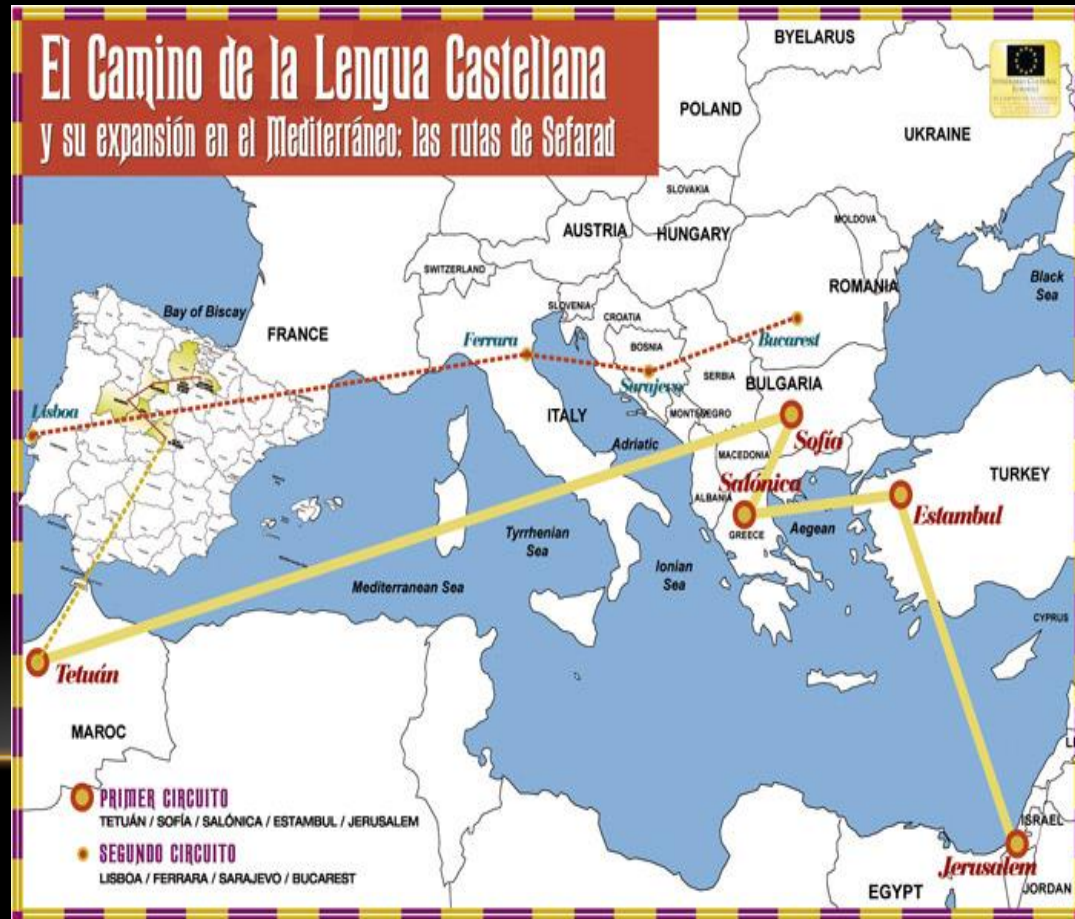 El Camino de la Lengua Castellana
y su expansión en el Mediterráneo: las rutas de Sefarad
BYELARUS
POLAND
UKRAINE
SLOVAKIA
MOLDOVA
AUSTRIA
HUNGARY
SWITZERLAND
ROMANIA
Black
Sea
SLOVENIA
CROATIA
Bay of Biscay
FRANCE
Ferrara
BOSNIA
Bucarest
SERBIA
Sarajevo
BULGARIA
Lisboa
ITALY
MONTENEGRO
Sofía
Adriatic
MACEDONIA
TURKEY
Salónica
ALBANIA
Estambul
GREECE
Aegean
Tyrrhenian
Sea
Ionian
Sea
Mediterranean Sea
CYPRUS
Tetuán
MAROC
PRIMER CIRCUITO
TETUÁN / SOFÍA / SALÓNICA / ESTAMBUL / JERUSALEM
ISRAEL
SEGUNDO CIRCUITO
Jerusalem
LISBOA / FERRARA / SARAJEVO / BUCAREST
EGYPT
JORDAN